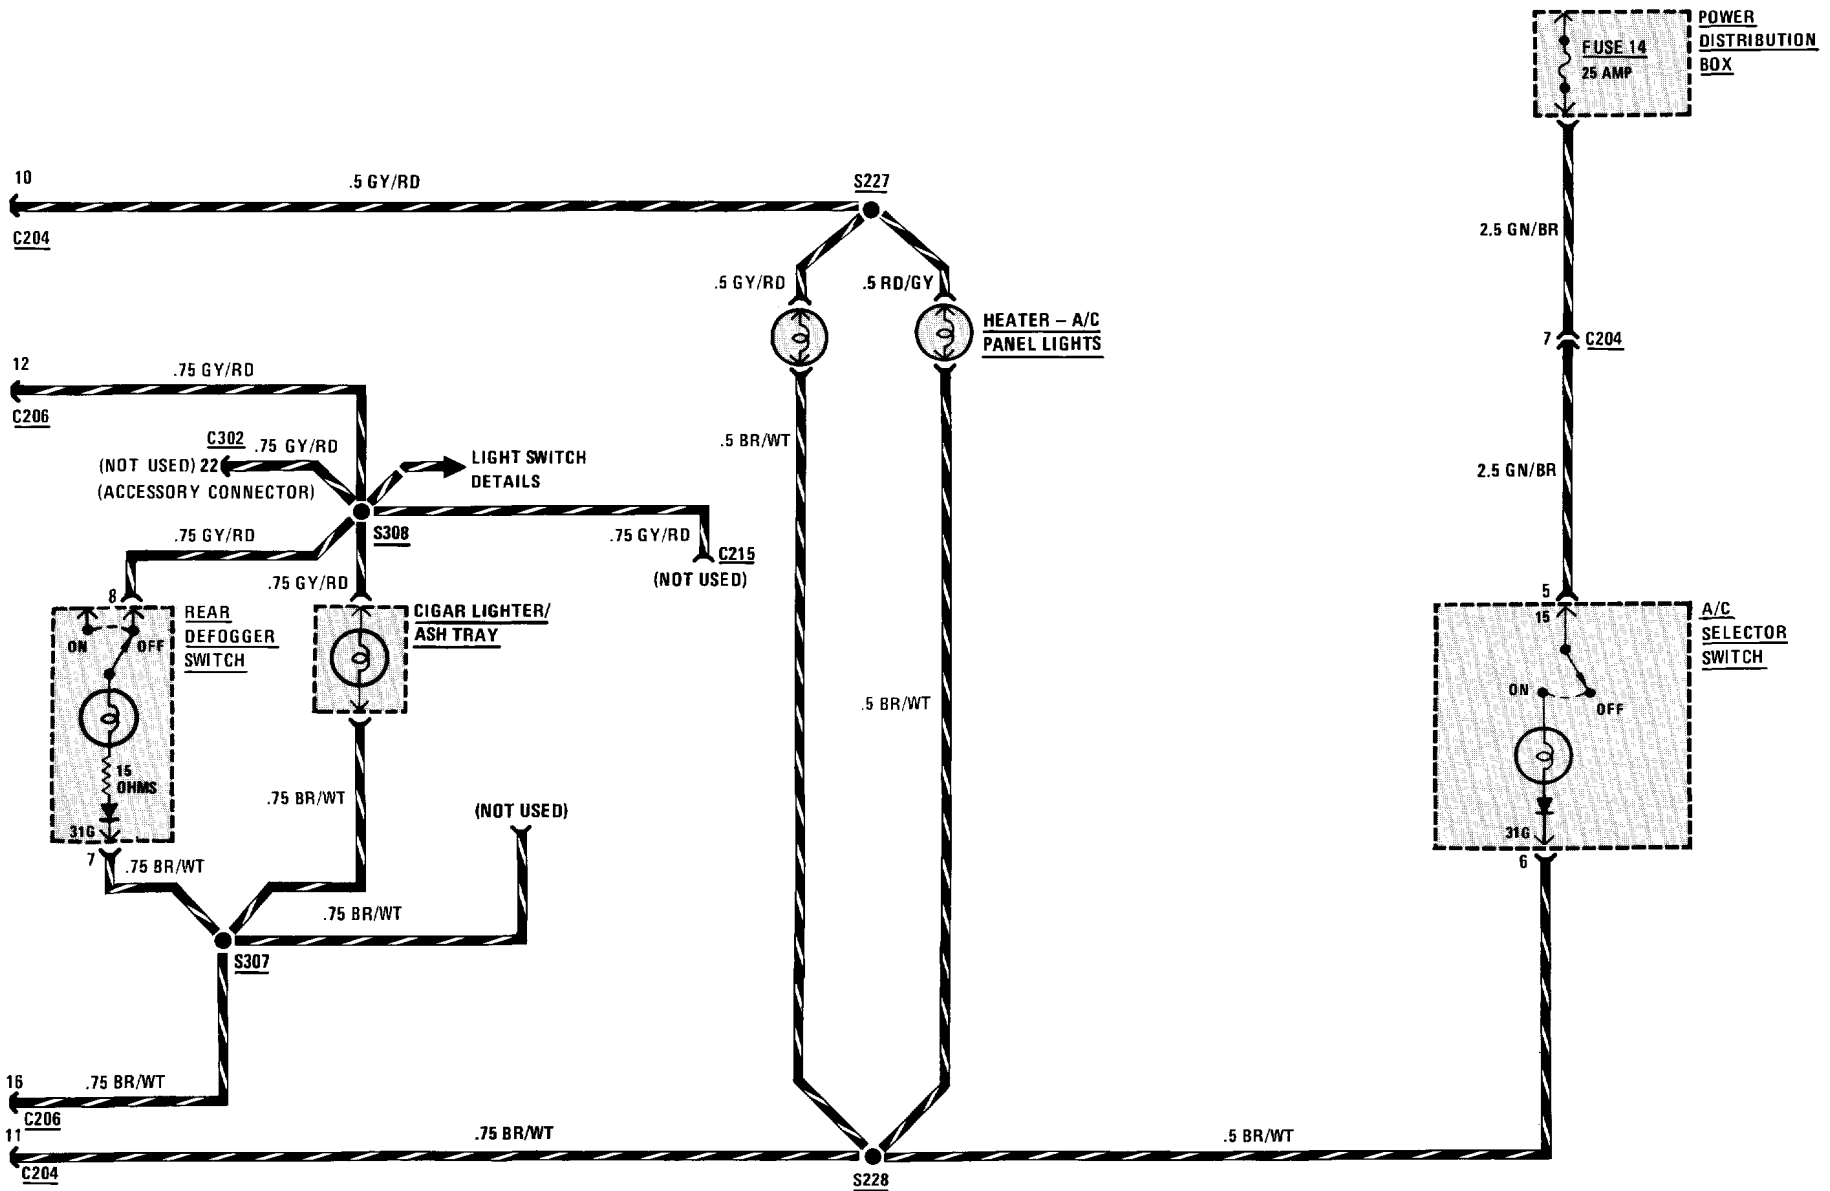 POWER
DISTRIBUTION
BOX
FUSE 14
25 AMP
10
.5 GY/RD
S227
C204
2.5 GN/BR
.5 GY/RD
.5 RD/GY
HEATER – A/C
PANEL LIGHTS
7
C204
12
.75 GY/RD
C206
C302
.75 GY/RD
(NOT USED) 22
(ACCESSORY CONNECTOR)
LIGHT SWITCH
DETAILS
.5 BR/WT
2.5 GN/BR
.75 GY/RD
S308
.75 GY/RD
C215
(NOT USED)
.75 GY/RD
8
REAR
DEFOGGER
SWITCH
ON
OFF
CIGAR LIGHTER/
ASH TRAY
5
15
A/C
SELECTOR
SWITCH
ON
OFF
.5 BR/WT
15
OHMS
31G
7
.75 BR/WT
.75 BR/WT
(NOT USED)
31G
6
.75 BR/WT
S307
16
.75 BR/WT
C206
11
.75 BR/WT
.5 BR/WT
C204
S228